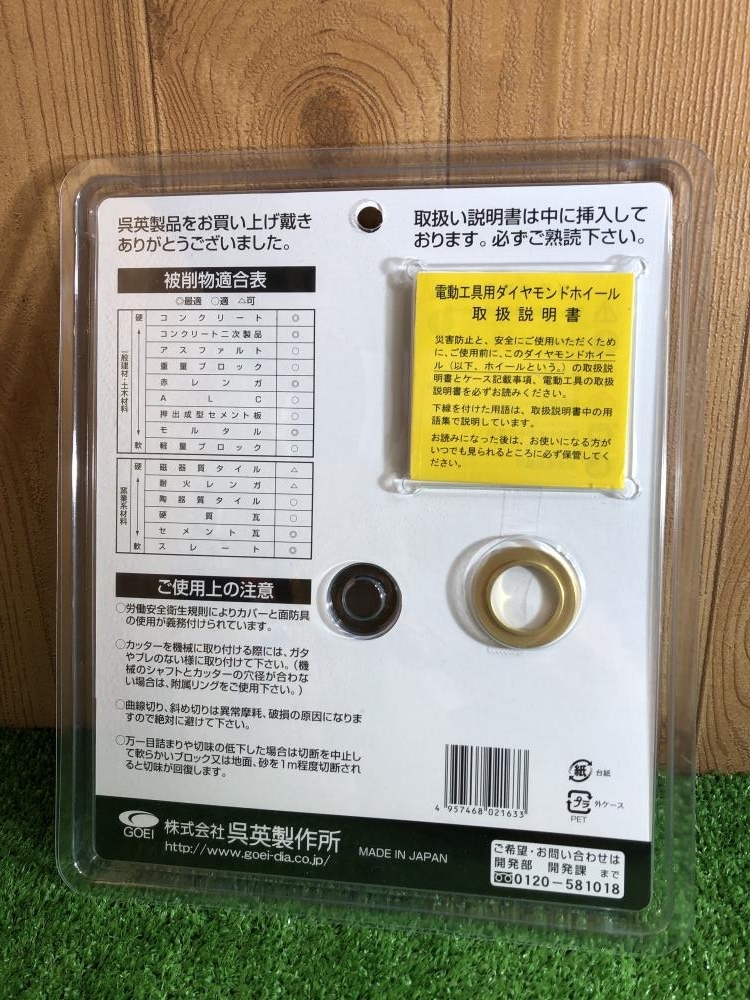 呉英製品をお買い上げ戴き
ありがとうございました。
取扱い説明書は中に挿入して
おります。必ずご熟読下さい。
被削物適合表
◎最適 ○適 △可
一般建材・土木材料
硬
軟
コンクリート ◎
コンクリート二次製品 ◎
アスファルト ○
重量ブロック ○
赤レンガ ◎
ALC ○
押出成型セメント板 ○
モルタル ◎
軽量ブロック ○
窯業系材料
硬
軟
磁器質タイル △
耐火レンガ △
陶器質タイル ○
硬質瓦 ○
セメント瓦 ◎
スレート ◎
電動工具用ダイヤモンドホイール
取扱説明書
災害防止と、安全にご使用いただくため
に、ご使用前に、このダイヤモンドホイー
ル（以下、ホイールという。）の取扱説
明書とケース記載事項、電動工具の取扱
説明書を必ずお読みください。
下線を付けた用語は、取扱説明書中の用
語集で説明しています。
お読みになった後は、お使いになる方が
いつでも見られるところに必ず保管してく
ださい。
ご使用上の注意
○労働安全衛生規則によりカバーと面防具
の使用が義務付けられています。
○カッターを機械に取り付ける際には、ガタ
やブレのない様に取り付て下さい。（機
械のシャフトとカッターの穴径が合わな
い場合は、附属リングをご使用下さい。）
○曲線切り、斜め切りは異常摩耗、破損の原因になりま
すので絶対に避けて下さい。
○万一目詰まりや切味の低下した場合は切断を中止し
て軟らかいブロック又は地面、砂を1m程度切断され
ると切味が回復します。
4 957468 021633
紙 台紙
プラ 外ケース
PET
GOEI
株式会社 呉英製作所
http://www.goei-dia.co.jp/
MADE IN JAPAN
ご希望・お問い合わせは
開発部 開発課 まで
0120-581018